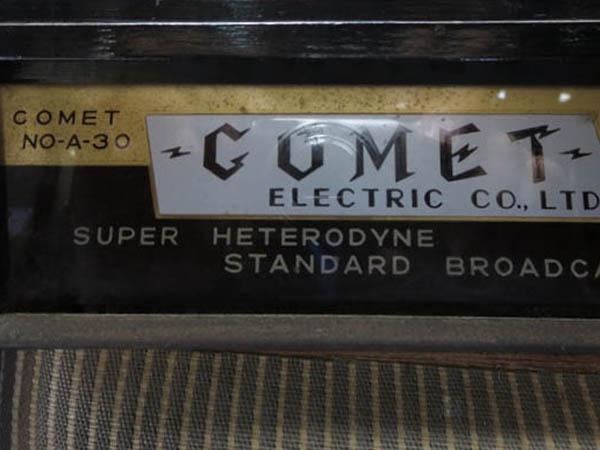 COMET
NO-A-30
COMET
ELECTRIC CO., LTD
SUPER HETERODYNE
STANDARD BROADCA